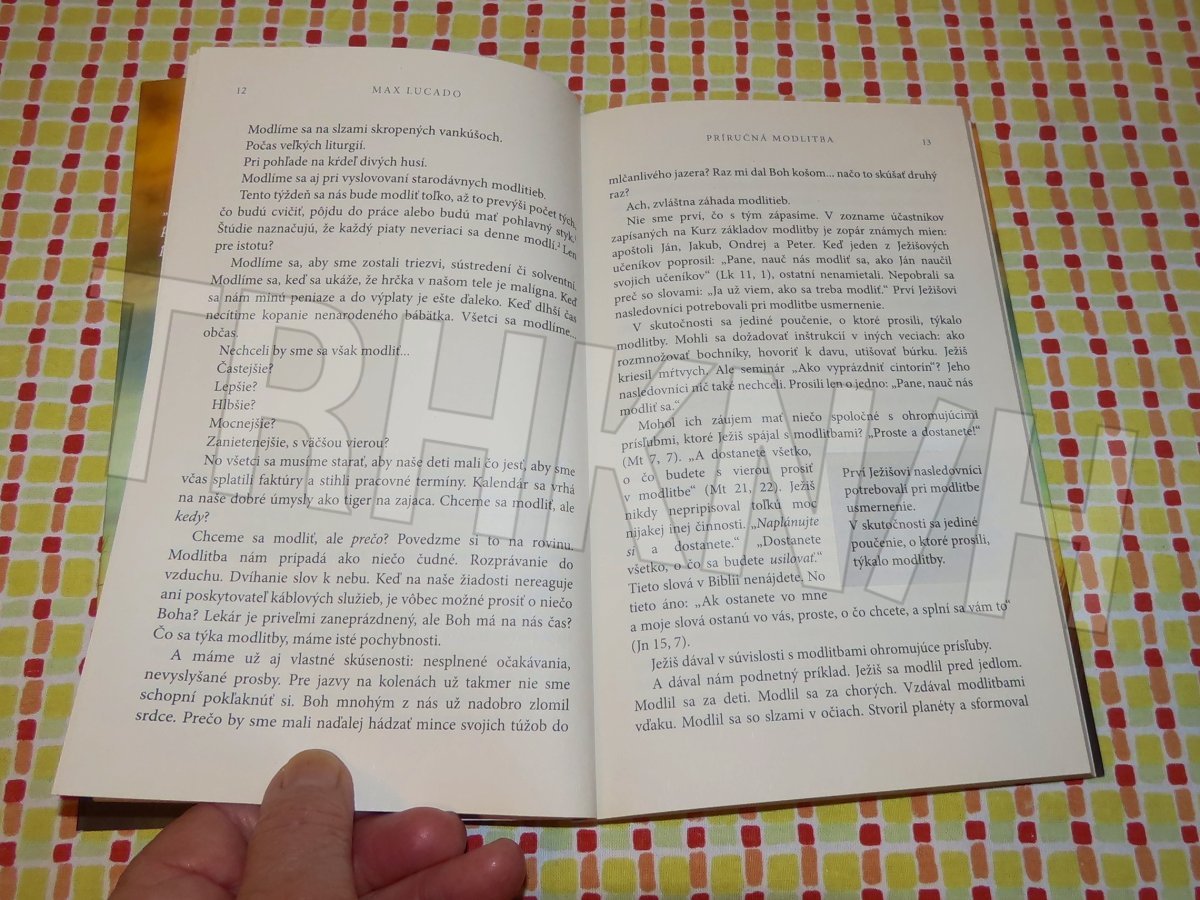 12
MAX LUCADO
Modlíme sa na slzami skropených vankúšoch.
Počas veľkých liturgií.
Pri pohľade na kŕdeľ divých husí.
Modlíme sa aj pri vyslovovaní starodávnych modlitieb.
Tento týždeň sa nás bude modliť toľko, až to prevýši počet tých,
čo budú cvičiť, pôjdu do práce alebo budú mať pohlavný styk.¹
Štúdie naznačujú, že každý piaty neveriaci sa denne modlí.² Len
pre istotu?
Modlíme sa, aby sme zostali triezvi, sústredení či solventní.
Modlíme sa, keď sa ukáže, že hrčka v našom tele je malígna. Keď
sa nám minú peniaze a do výplaty je ešte ďaleko. Keď dlhší čas
necítime kopanie nenarodeného bábätka. Všetci sa modlíme...
občas.
Nechceli by sme sa však modliť...
Častejšie?
Lepšie?
Hlbšie?
Mocnejšie?
Zanietenejšie, s väčšou vierou?
No všetci sa musíme starať, aby naše deti mali čo jesť, aby sme
včas splatili faktúry a stihli pracovné termíny. Kalendár sa vrhá
na naše dobré úmysly ako tiger na zajaca. Chceme sa modliť, ale
kedy?
Chceme sa modliť, ale prečo? Povedzme si to na rovinu.
Modlitba nám pripadá ako niečo čudné. Rozprávanie do
vzduchu. Dvíhanie slov k nebu. Keď na naše žiadosti nereaguje
ani poskytovateľ káblových služieb, je vôbec možné prosiť o niečo
Boha? Lekár je priveľmi zaneprázdnený, ale Boh má na nás čas?
Čo sa týka modlitby, máme isté pochybnosti.
A máme už aj vlastné skúsenosti: nesplnené očakávania,
nevyslyšané prosby. Pre jazvy na kolenách už takmer nie sme
schopní pokľaknúť si. Boh mnohým z nás už nadobro zlomil
srdce. Prečo by sme mali naďalej hádzať mince svojich túžob do
PRÍRUČNÁ MODLITBA
13
mlčanlivého jazera? Raz mi dal Boh košom... načo to skúšať druhý
raz?
Ach, zvláštna záhada modlitieb.
Nie sme prví, čo s tým zápasíme. V zozname účastníkov
zapísaných na Kurz základov modlitby je zopár známych mien:
apoštoli Ján, Jakub, Ondrej a Peter. Keď jeden z Ježišových
učeníkov poprosil: „Pane, nauč nás modliť sa, ako Ján naučil
svojich učeníkov“ (Lk 11, 1), ostatní nenamietali. Nepobrali sa
preč so slovami: „Ja už viem, ako sa treba modliť.“ Prví Ježišovi
nasledovníci potrebovali pri modlitbe usmernenie.
V skutočnosti sa jediné poučenie, o ktoré prosili, týkalo
modlitby. Mohli sa dožadovať inštrukcií v iných veciach: ako
rozmnožovať bochníky, hovoriť k davu, utišovať búrku. Ježiš
kriesil mŕtvych. Ale seminár „Ako vyprázdniť cintorín“? Jeho
nasledovníci nič také nechceli. Prosili len o jedno: „Pane, nauč nás
modliť sa.“
Mohol ich záujem mať niečo spoločné s ohromujúcimi
prísľubmi, ktoré Ježiš spájal s modlitbami? „Proste a dostanete!“
(Mt 7, 7). „A dostanete všetko,
o čo budete s vierou prosiť
v modlitbe“ (Mt 21, 22). Ježiš
nikdy nepripisoval toľkú moc
nijakej inej činnosti. „Naplánujte
si a dostanete.“ „Dostanete
všetko, o čo sa budete usilovať.“
Tieto slová v Biblii nenájdete. No
tieto áno: „Ak ostanete vo mne
a moje slová ostanú vo vás, proste, o čo chcete, a splní sa vám to“
(Jn 15, 7).
Prví Ježišovi nasledovníci
potrebovali pri modlitbe
usmernenie.
V skutočnosti sa jediné
poučenie, o ktoré prosili,
týkalo modlitby.
Ježiš dával v súvislosti s modlitbami ohromujúce prísľuby.
A dával nám podnetný príklad. Ježiš sa modlil pred jedlom.
Modlil sa za deti. Modlil sa za chorých. Vzdával modlitbami
vďaku. Modlil sa so slzami v očiach. Stvoril planéty a sformoval
TRHKNIH